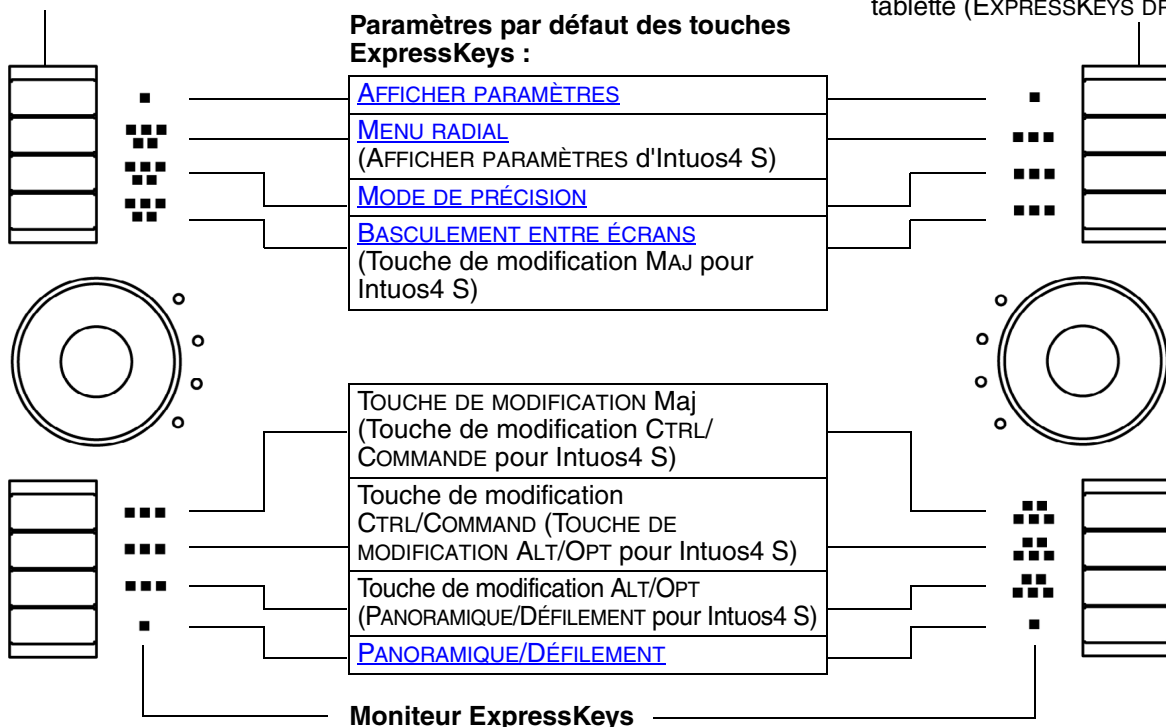 tablette (EXPRESSKEYS
Paramètres par défaut des touches
ExpressKeys :
AFFICHER PARAMÈTRES
MENU RADIAL
(AFFICHER PARAMÈTRES d'Intuos4 S)
MODE DE PRÉCISION
BASCULEMENT ENTRE ÉCRANS
(Touche de modification MAJ pour
Intuos4 S)
TOUCHE DE MODIFICATION Maj
(Touche de modification CTRL/
COMMANDE pour Intuos4 S)
Touche de modification
CTRL/COMMAND (TOUCHE DE
MODIFICATION ALT/OPT pour Intuos4 S)
Touche de modification ALT/OPT
(PANORAMIQUE/DÉFILEMENT pour Intuos4 S)
PANORAMIQUE/DÉFILEMENT
Moniteur ExpressKeys